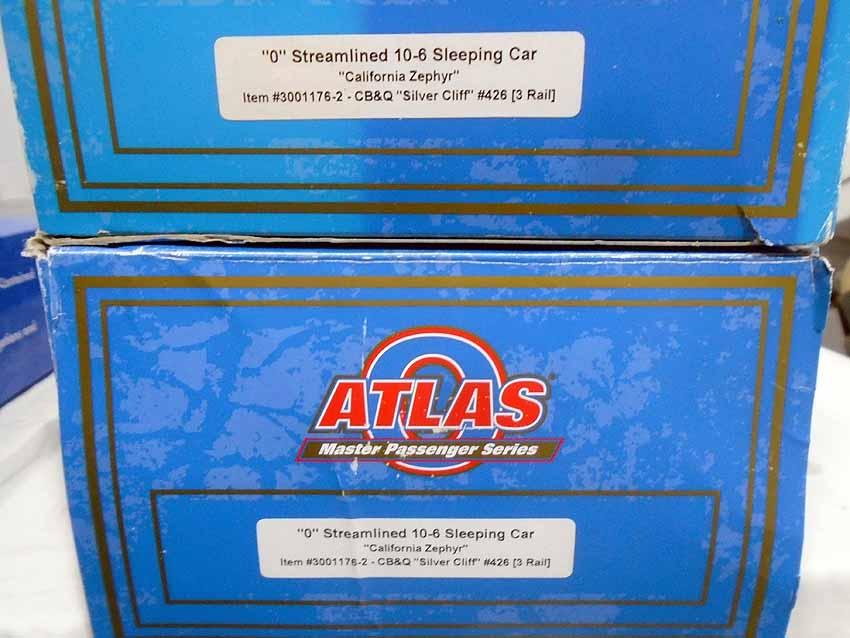 "0" Streamlined 10-6 Sleeping Car
"California Zephyr"
Item #3001176-2 - CB&Q "Silver Cliff" #426 [3 Rail]
O
ATLAS
Master Passenger Series
"0" Streamlined 10-6 Sleeping Car
"California Zephyr"
Item #3001176-2 - CB&Q "Silver Cliff" #426 [3 Rail]